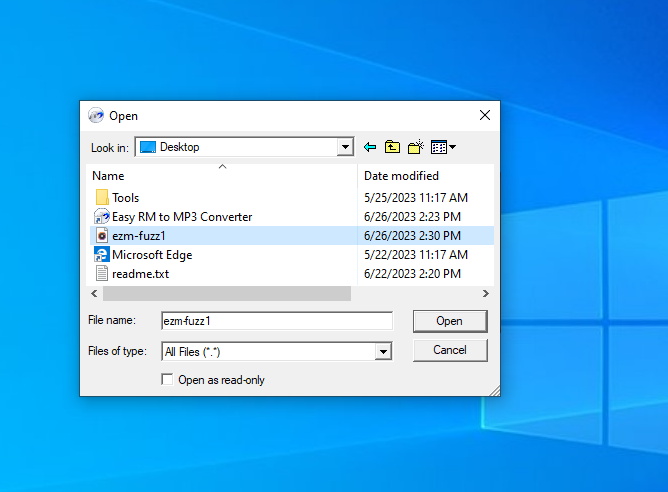 Open
Look in: Desktop
Name Date modified
Tools 5/25/2023 11:17 AM
Easy RM to MP3 Converter 6/26/2023 2:23 PM
ezm-fuzz1 6/26/2023 2:30 PM
Microsoft Edge 5/22/2023 11:17 AM
readme.txt 6/22/2023 2:20 PM
File name: ezm-fuzz1 Open
Files of type: All Files (*.*) Cancel
Open as read-only